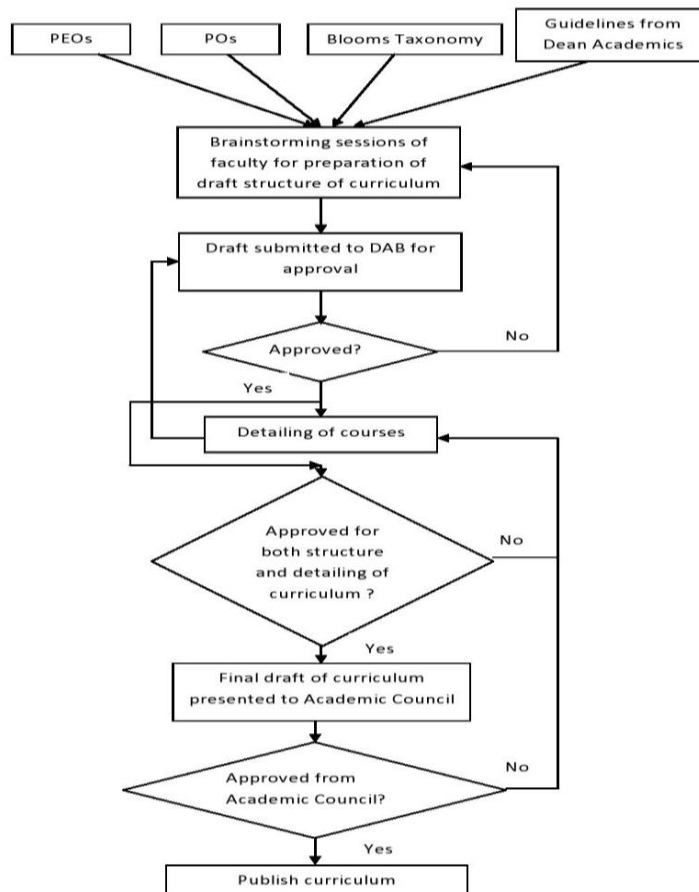 PEOs
POs
Blooms Taxonomy
Guidelines from
Dean Academics
Brainstorming sessions of
faculty for preparation of
draft structure of curriculum
Draft submitted to DAB for
approval
Approved?
No
Yes
Detailing of courses
Approved for
both structure
and detailing of
curriculum ?
No
Yes
Final draft of curriculum
presented to Academic Council
Approved from
Academic Council?
No
Yes
Publish curriculum